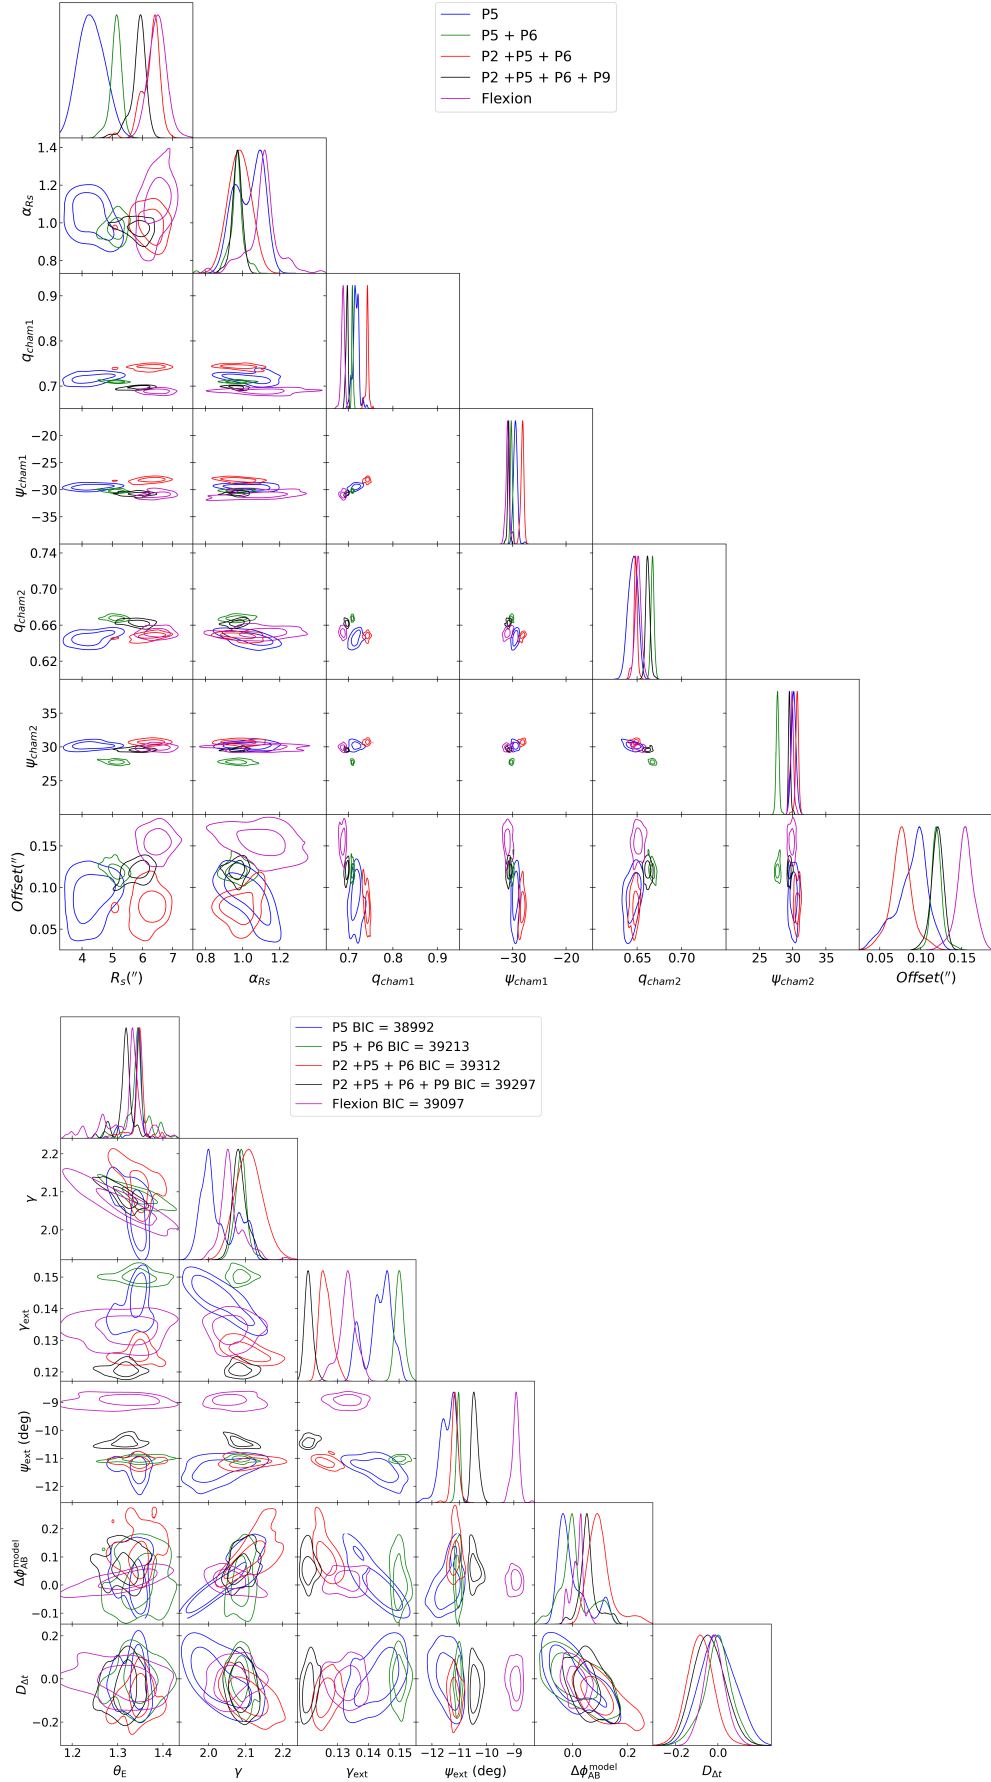 P5
P5 + P6
P2 +P5 + P6
P2 +P5 + P6 + P9
Flexion
1.4
1.2
1.0
0.8
α_Rs
0.9
0.8
0.7
q_cham1
−20
−25
−30
−35
ψ_cham1
0.74
0.70
0.66
0.62
q_cham2
35
30
25
ψ_cham2
0.15
0.10
0.05
Offset(′′)
4 5 6 7
0.8 1.0 1.2
0.7 0.8 0.9
−30 −20
0.65 0.70
25 30 35
0.05 0.10 0.15
R_s(′′)
α_Rs
q_cham1
ψ_cham1
q_cham2
ψ_cham2
Offset(′′)
P5 BIC = 38992
P5 + P6 BIC = 39213
P2 +P5 + P6 BIC = 39312
P2 +P5 + P6 + P9 BIC = 39297
Flexion BIC = 39097
2.2
2.1
2.0
γ
0.15
0.14
0.13
0.12
γ_ext
−9
−10
−11
−12
ψ_ext (deg)
0.2
0.1
0.0
−0.1
Δϕ_AB^model
0.2
0.0
−0.2
D_Δt
1.2 1.3 1.4
2.0 2.1 2.2
0.13 0.14 0.15
−12 −11 −10 −9
0.0 0.2
−0.2 0.0
θ_E
γ
γ_ext
ψ_ext (deg)
Δϕ_AB^model
D_Δt